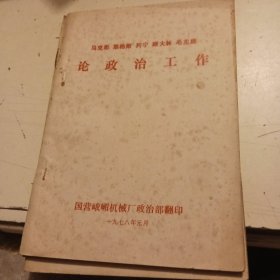 马克思 恩格斯 列宁 斯大林 毛主席
论政治工作
国营峨嵋机械厂政治部翻印
一九七八年元月